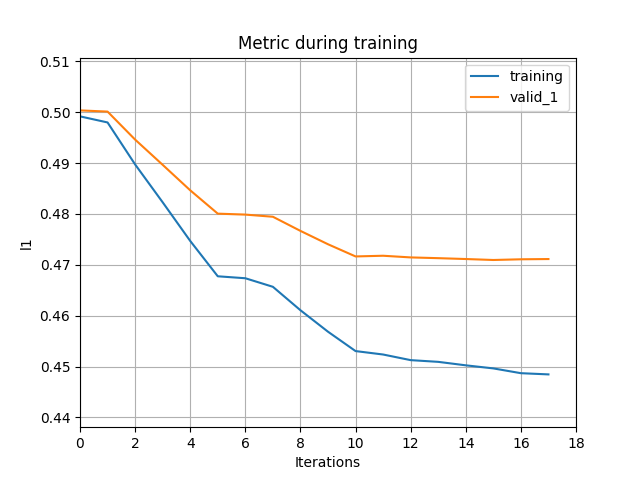 Metric during training
0.51
0.50
0.49
0.48
0.47
0.46
0.45
0.44
l1
training
valid_1
0 2 4 6 8 10 12 14 16 18
Iterations